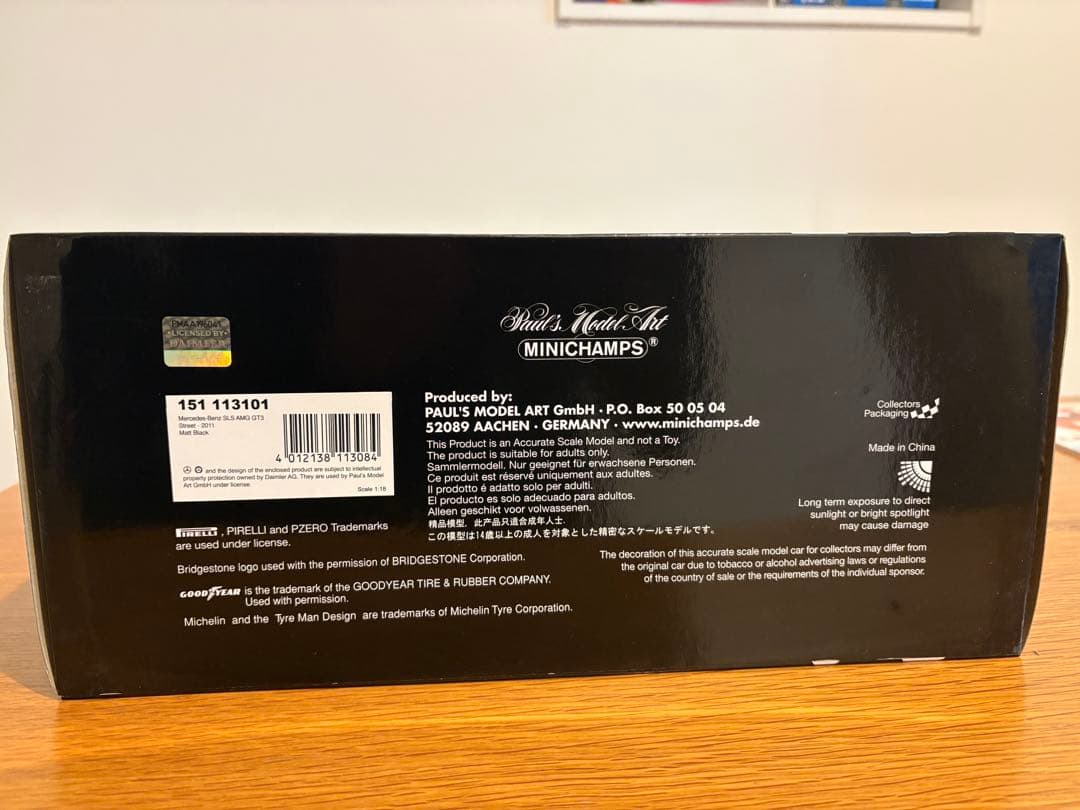 LICENSED BY
DAIMLER
Paul's Model Art
MINICHAMPS®
151 113101
Mercedes-Benz SLS AMG GT3
Street - 2011
Matt Black
4 012138 113084
and the design of the enclosed product are subject to intellectual
property protection owned by Daimler AG. They are used by Paul's Model
Art GmbH under license.
Scale 1:18
Produced by:
PAUL'S MODEL ART GmbH · P.O. Box 50 05 04
52089 AACHEN · GERMANY · www.minichamps.de
This Product is an Accurate Scale Model and not a Toy.
The product is suitable for adults only.
Sammlermodell. Nur geeignet für erwachsene Personen.
Ce produit est réservé uniquement aux adultes.
Il prodotto é adatto solo per adulti.
El producto es solo adecuado para adultos.
Alleen geschikt voor volwassenen.
精品模型. 此产品只适合成年人士.
この模型は14歳以上の成人を対象とした精密なスケールモデルです。
Collectors
Packaging
Made in China
Long term exposure to direct
sunlight or bright spotlight
may cause damage
PIRELLI, PIRELLI and PZERO Trademarks
are used under license.
Bridgestone logo used with the permission of BRIDGESTONE Corporation.
GOODYEAR is the trademark of the GOODYEAR TIRE & RUBBER COMPANY.
Used with permission.
Michelin and the Tyre Man Design are trademarks of Michelin Tyre Corporation.
The decoration of this accurate scale model car for collectors may differ from
the original car due to tobacco or alcohol advertising laws or regulations
of the country of sale or the requirements of the individual sponsor.